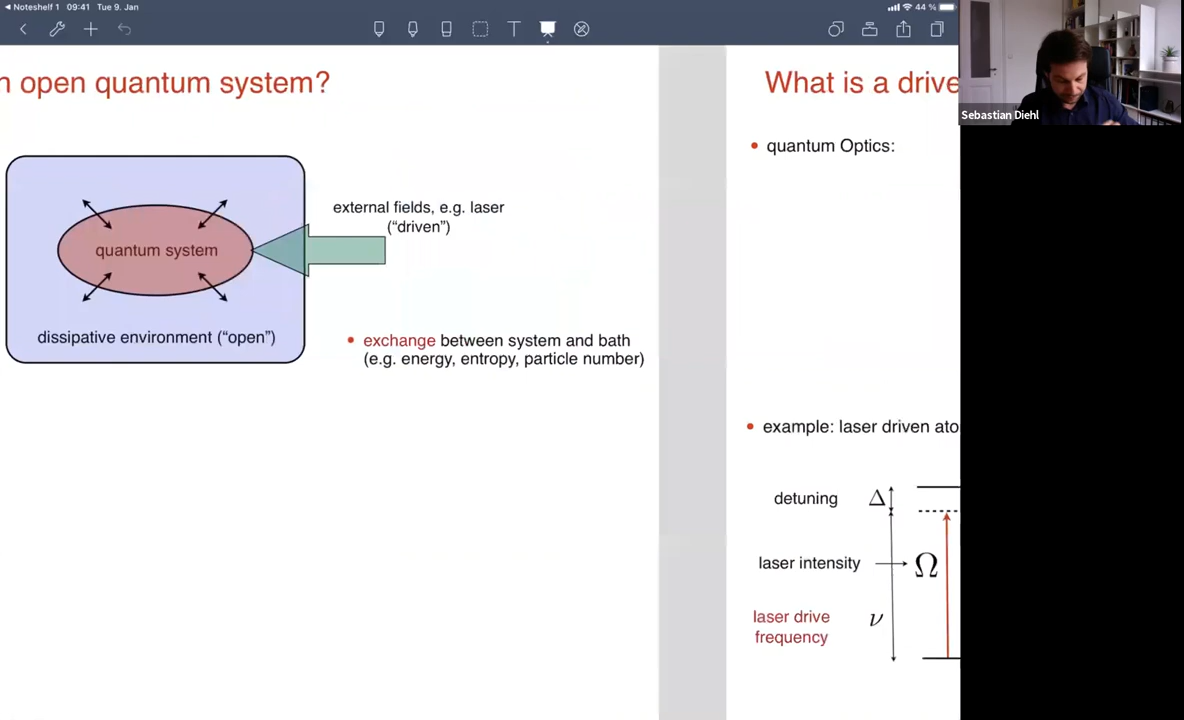 Noteshelf 1 09:41 Tue 9. Jan
44 %
n open quantum system?
external fields, e.g. laser
(“driven”)
quantum system
dissipative environment (“open”)
• exchange between system and bath
(e.g. energy, entropy, particle number)
What is a drive
• quantum Optics:
• example: laser driven ato
detuning Δ
laser intensity Ω
laser drive
frequency
ν
Sebastian Diehl